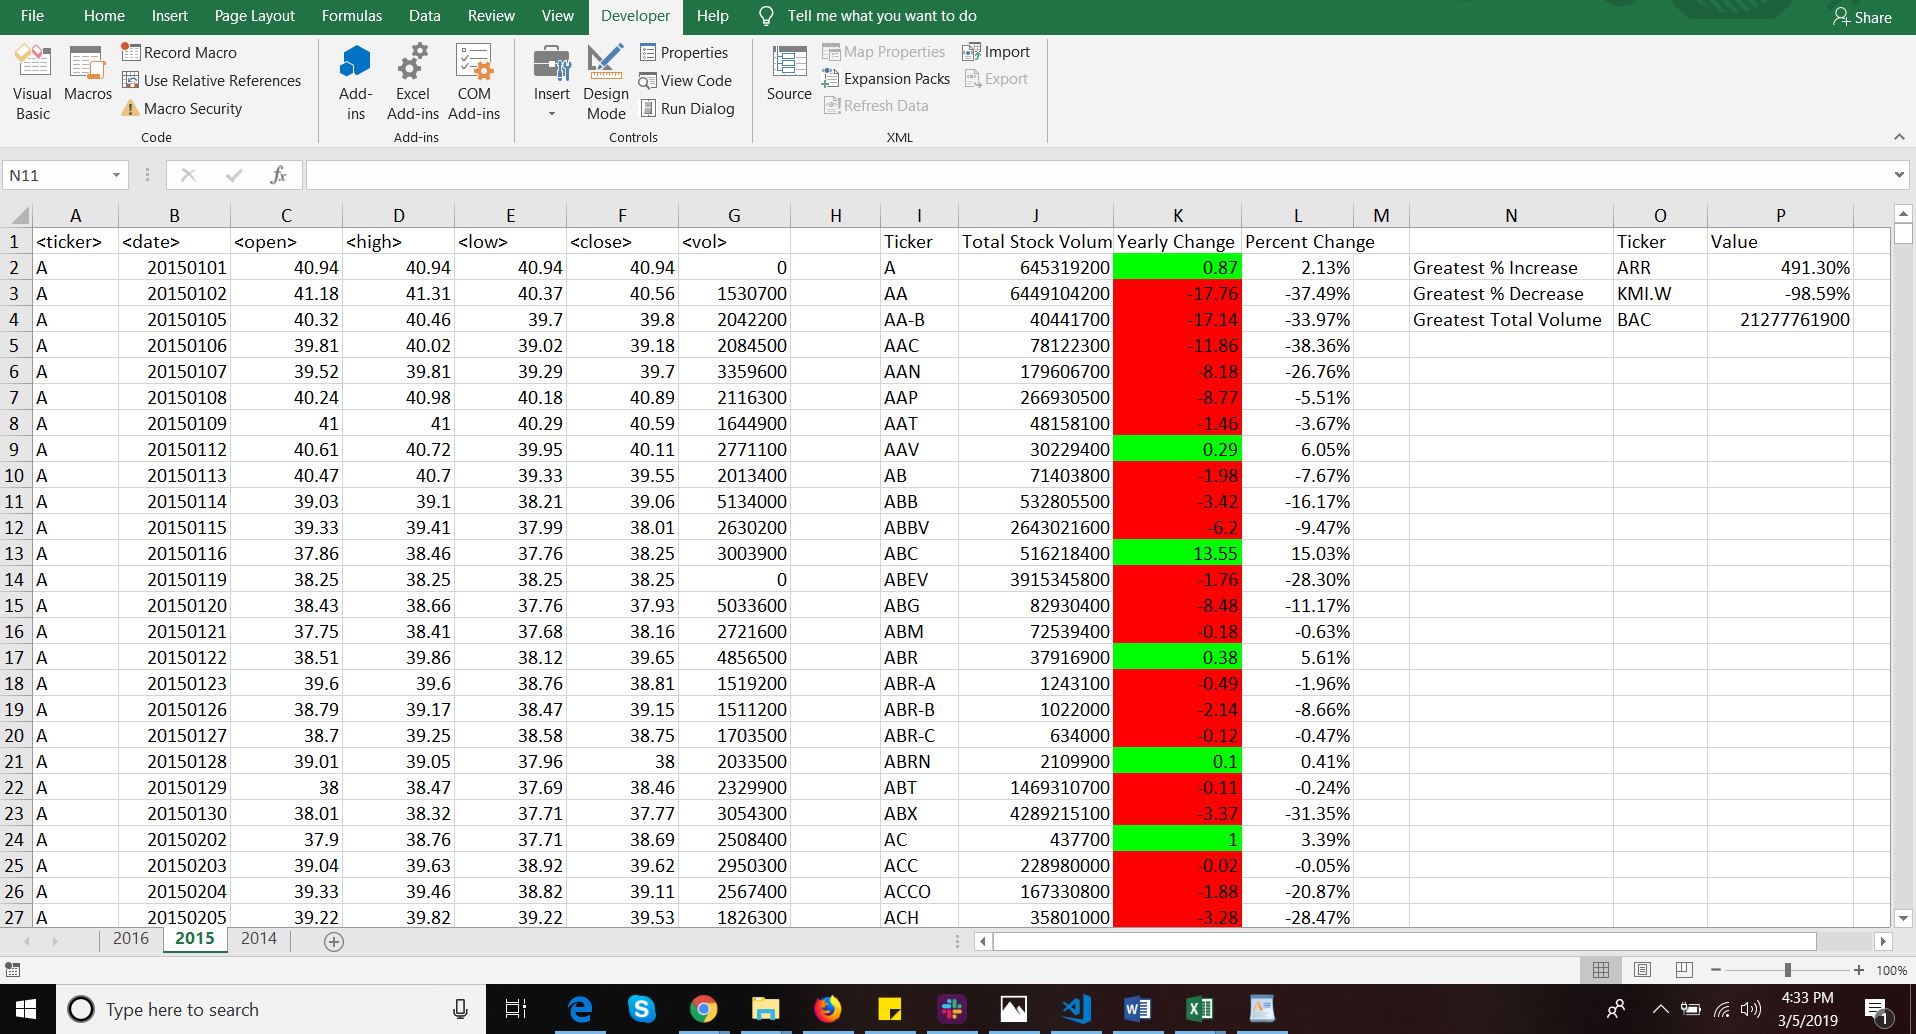 File Home Insert Page Layout Formulas Data Review View Developer Help Tell me what you want to do Share
Visual Basic
Macros
Record Macro
Use Relative References
Macro Security
Code
Add-ins
Excel Add-ins
COM Add-ins
Add-ins
Insert
Design Mode
Properties
View Code
Run Dialog
Controls
Source
Map Properties
Expansion Packs
Refresh Data
Import
Export
XML
N11 fx
A B C D E F G H I J K L M N O P
1 <ticker> <date> <open> <high> <low> <close> <vol> Ticker Total Stock Volum Yearly Change Percent Change Ticker Value
2 A 20150101 40.94 40.94 40.94 40.94 0 A 645319200 0.87 2.13% Greatest % Increase ARR 491.30%
3 A 20150102 41.18 41.31 40.37 40.56 1530700 AA 6449104200 -17.76 -37.49% Greatest % Decrease KMI.W -98.59%
4 A 20150105 40.32 40.46 39.7 39.8 2042200 AA-B 40441700 -17.14 -33.97% Greatest Total Volume BAC 21277761900
5 A 20150106 39.81 40.02 39.02 39.18 2084500 AAC 78122300 -11.86 -38.36%
6 A 20150107 39.52 39.81 39.29 39.7 3359600 AAN 179606700 -8.18 -26.76%
7 A 20150108 40.24 40.98 40.18 40.89 2116300 AAP 266930500 -8.77 -5.51%
8 A 20150109 41 41 40.29 40.59 1644900 AAT 48158100 -1.46 -3.67%
9 A 20150112 40.61 40.72 39.95 40.11 2771100 AAV 30229400 0.29 6.05%
10 A 20150113 40.47 40.7 39.33 39.55 2013400 AB 71403800 -1.98 -7.67%
11 A 20150114 39.03 39.1 38.21 39.06 5134000 ABB 532805500 -3.42 -16.17%
12 A 20150115 39.33 39.41 37.99 38.01 2630200 ABBV 2643021600 -6.2 -9.47%
13 A 20150116 37.86 38.46 37.76 38.25 3003900 ABC 516218400 13.55 15.03%
14 A 20150119 38.25 38.25 38.25 38.25 0 ABEV 3915345800 -1.76 -28.30%
15 A 20150120 38.43 38.66 37.76 37.93 5033600 ABG 82930400 -8.48 -11.17%
16 A 20150121 37.75 38.41 37.68 38.16 2721600 ABM 72539400 -0.18 -0.63%
17 A 20150122 38.51 39.86 38.12 39.65 4856500 ABR 37916900 0.38 5.61%
18 A 20150123 39.6 39.6 38.76 38.81 1519200 ABR-A 1243100 -0.49 -1.96%
19 A 20150126 38.79 39.17 38.47 39.15 1511200 ABR-B 1022000 -2.14 -8.66%
20 A 20150127 38.7 39.25 38.58 38.75 1703500 ABR-C 634000 -0.12 -0.47%
21 A 20150128 39.01 39.05 37.96 38 2033500 ABRN 2109900 0.1 0.41%
22 A 20150129 38 38.47 37.69 38.46 2329900 ABT 1469310700 -0.11 -0.24%
23 A 20150130 38.01 38.32 37.71 37.77 3054300 ABX 4289215100 -3.37 -31.35%
24 A 20150202 37.9 38.76 37.71 38.69 2508400 AC 437700 1 3.39%
25 A 20150203 39.04 39.63 38.92 39.62 2950300 ACC 228980000 -0.02 -0.05%
26 A 20150204 39.33 39.46 38.82 39.11 2567400 ACCO 167330800 -1.88 -20.87%
27 A 20150205 39.22 39.82 39.22 39.53 1826300 ACH 35801000 -3.28 -28.47%
2016 2015 2014
100%
Type here to search
4:33 PM
3/5/2019
1